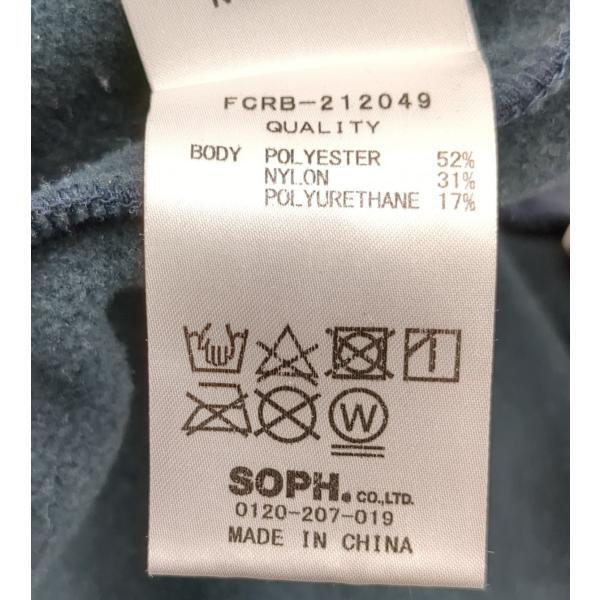 FCRB-212049
QUALITY
BODY POLYESTER 52%
NYLON 31%
POLYURETHANE 17%
W
SOPH. CO.,LTD.
0120-207-019
MADE IN CHINA